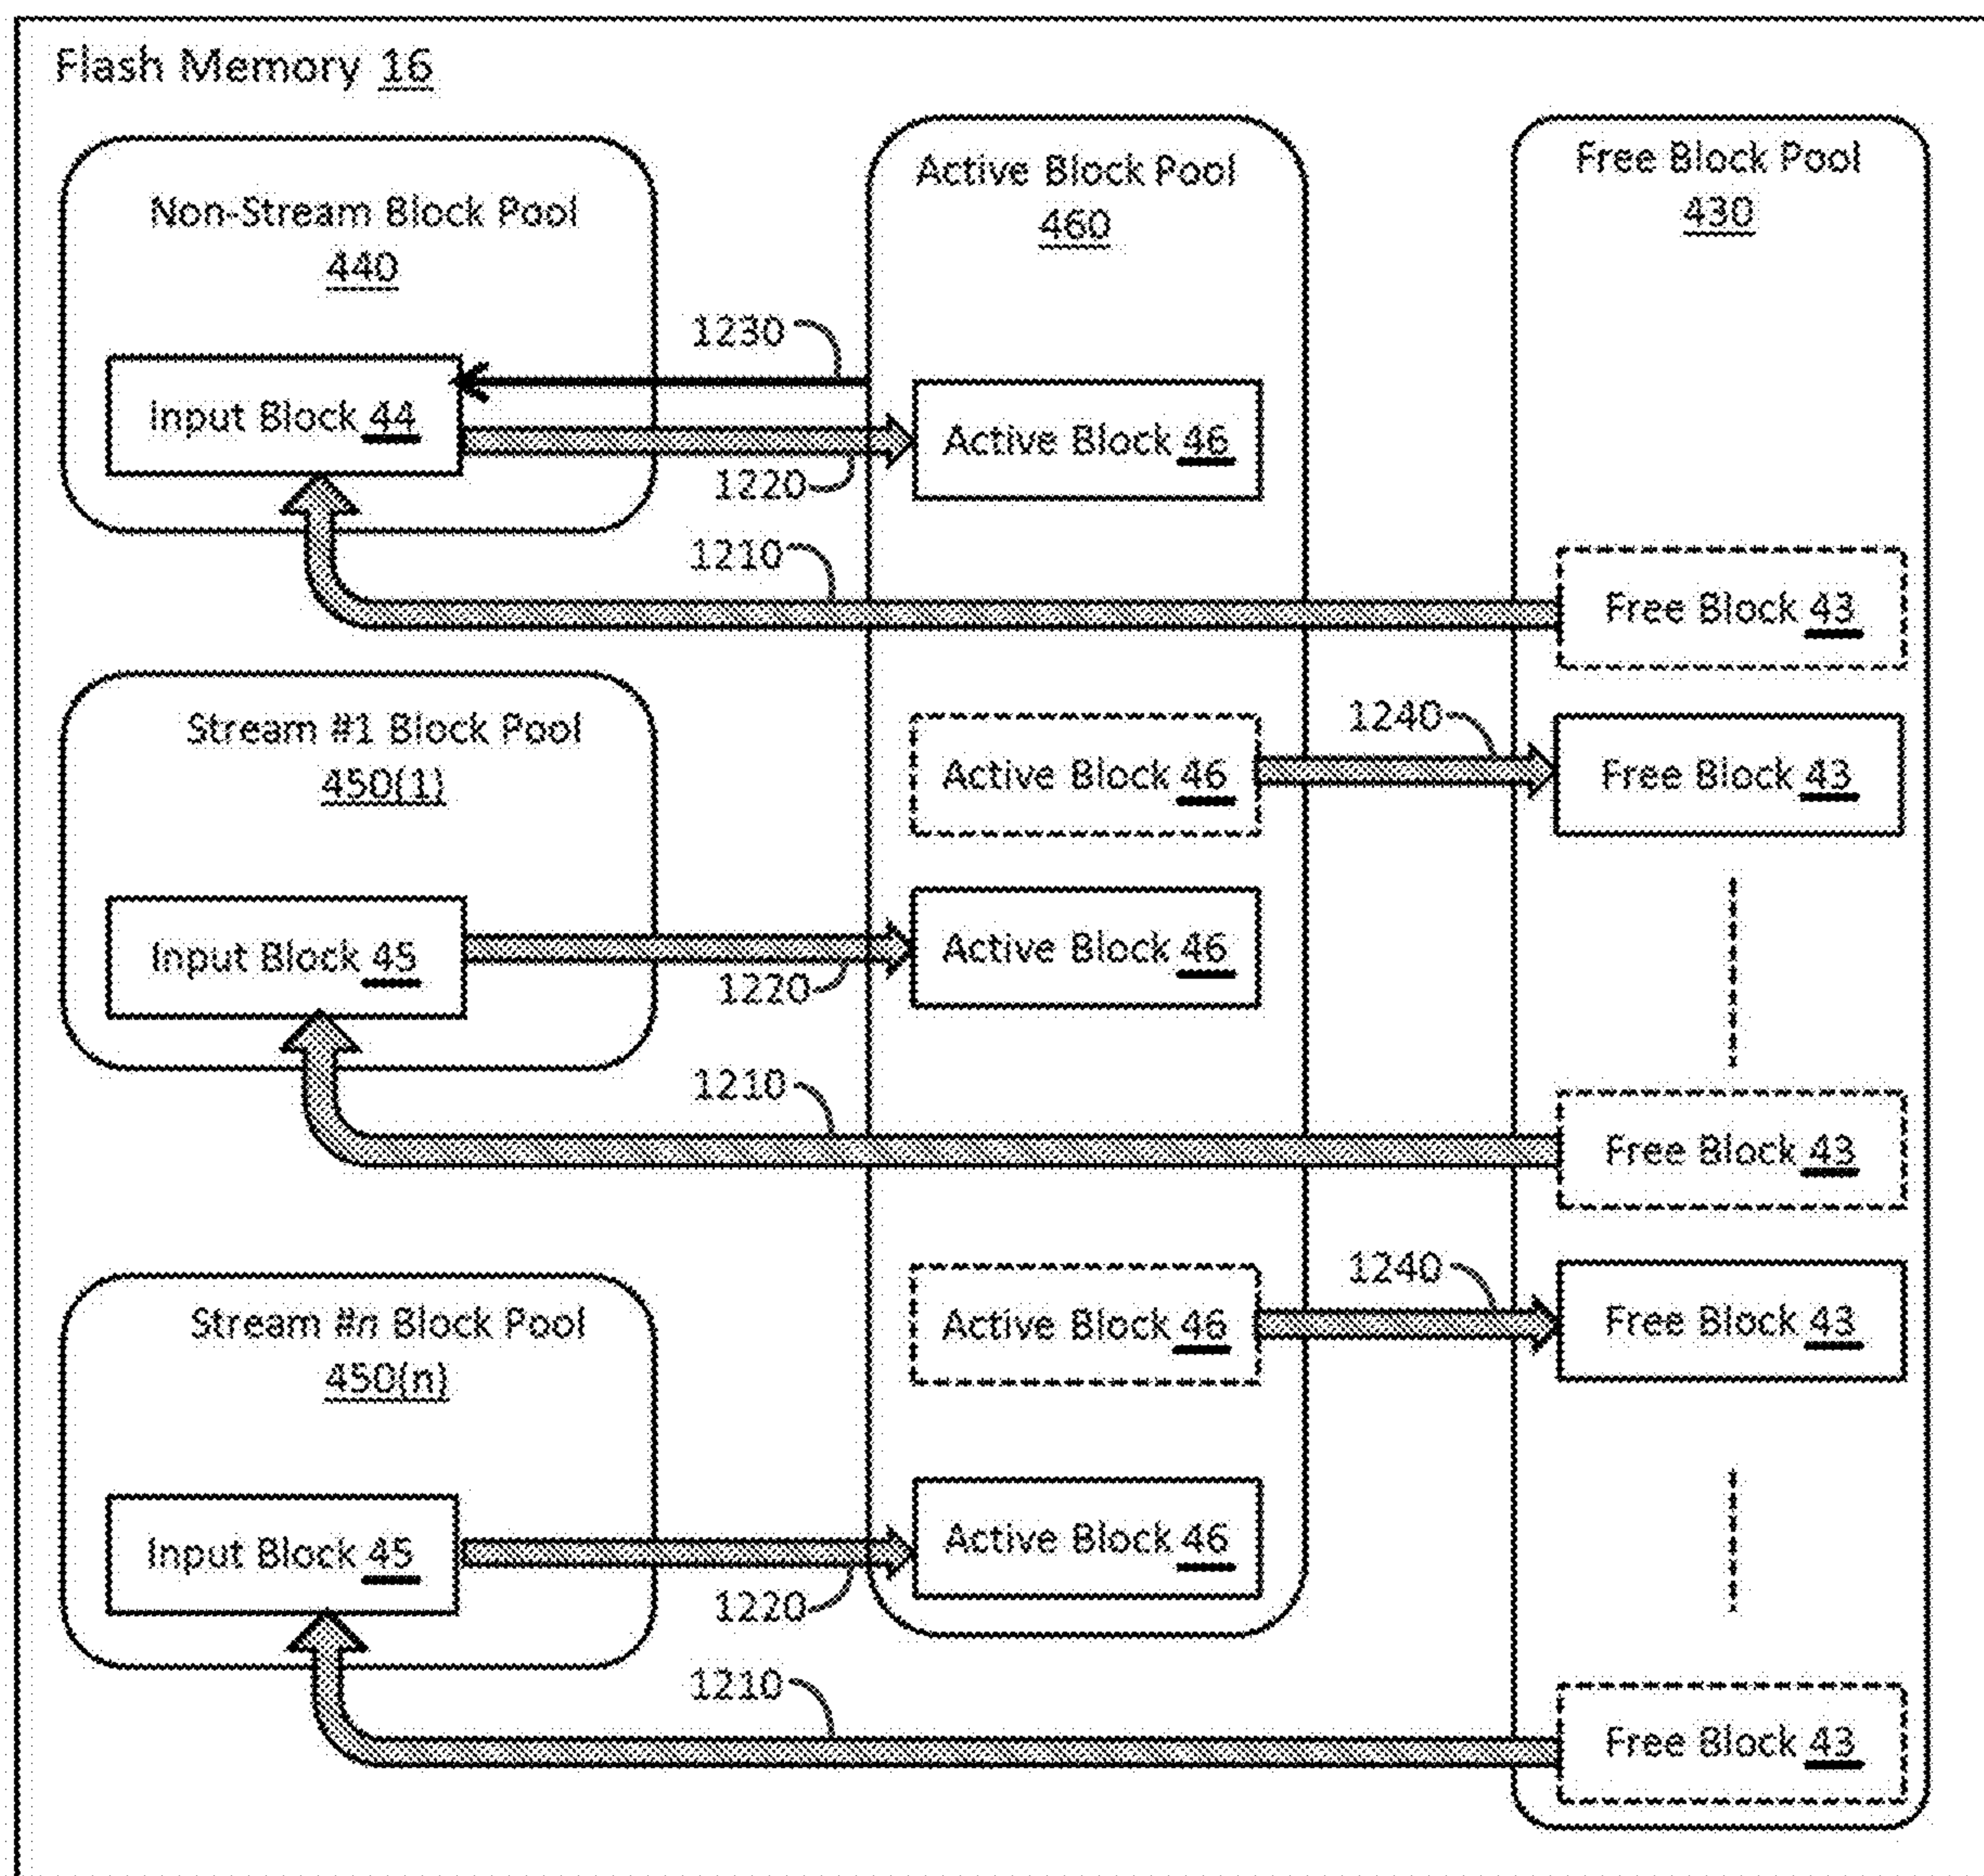 Flash Memory 16
Non-Stream Block Pool
440
Active Block Pool
460
Free Block Pool
430
1230
Input Block 44
Active Block 46
1220
1210
Free Block 43
Stream #1 Block Pool
450(1)
Active Block 46
1240
Free Block 43
Input Block 45
Active Block 46
1220
1210
Free Block 43
Stream #n Block Pool
450(n)
Active Block 46
1240
Free Block 43
Input Block 45
Active Block 46
1220
1210
Free Block 43